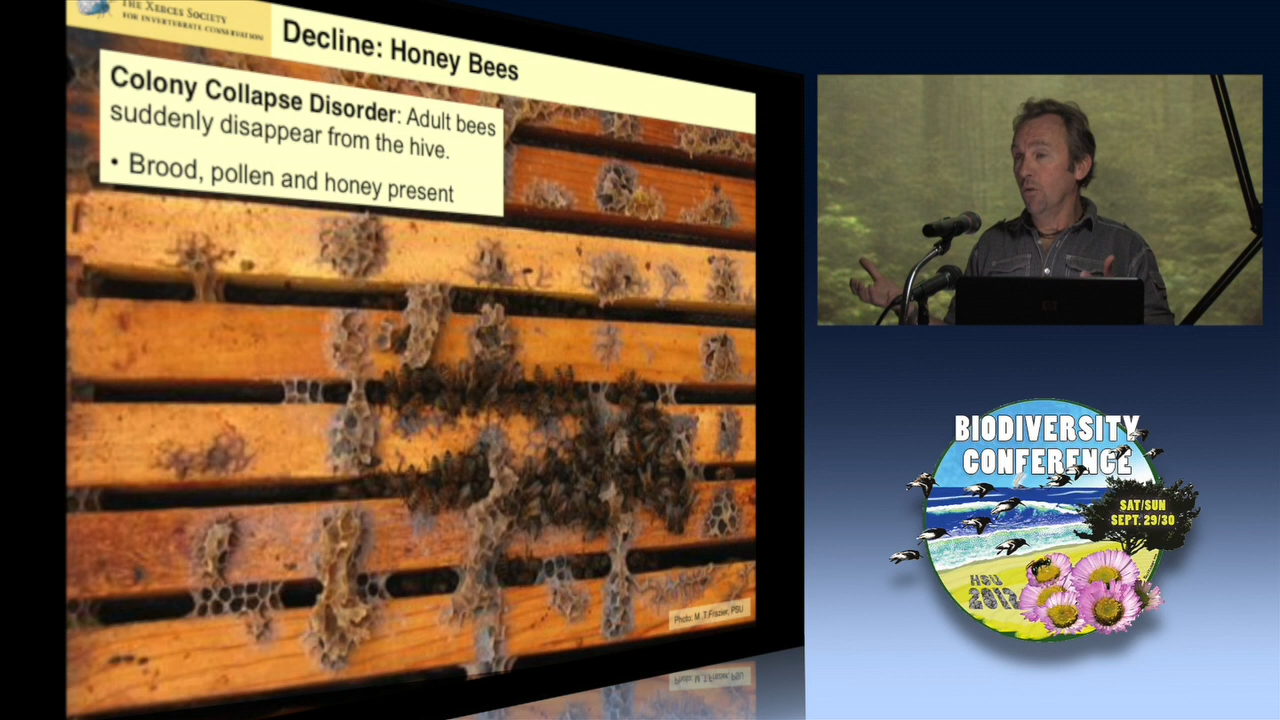 THE XERCES SOCIETY
FOR INVERTEBRATE CONSERVATION
Decline: Honey Bees
Colony Collapse Disorder: Adult bees
suddenly disappear from the hive.
• Brood, pollen and honey present
Photo: M.T.Frazier, PSU
BIODIVERSITY
CONFERENCE
SAT/SUN
SEPT. 29/30
HSU
2012
hp